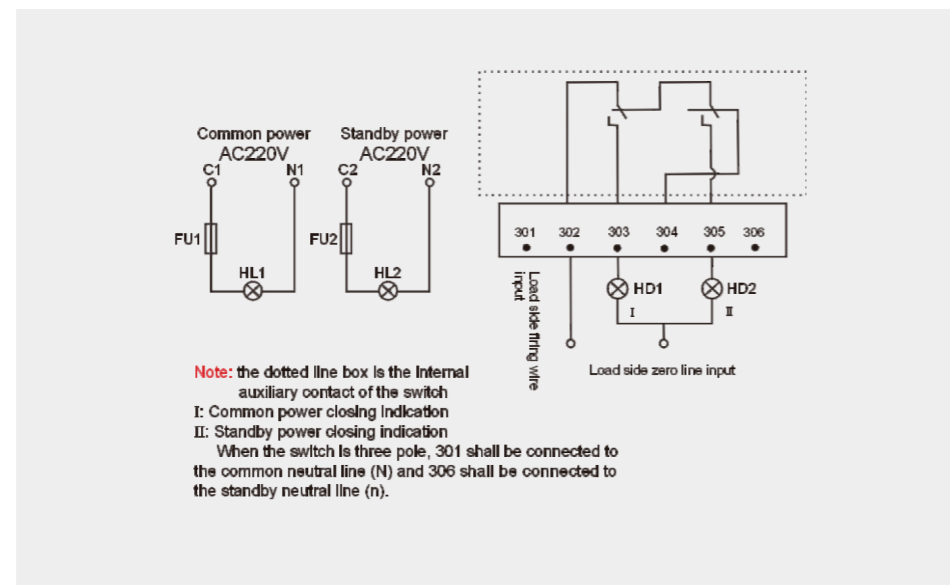 Common power
AC220V
C1 N1
FU1
HL1
Standby power
AC220V
C2 N2
FU2
HL2
301 302 303 304 305 306
HD1
HD2
I
II
Load side firing wire
input
Load side zero line input
Note: the dotted line box is the internal
auxiliary contact of the switch
I: Common power closing indication
II: Standby power closing indication
When the switch is three pole, 301 shall be connected to
the common neutral line (N) and 306 shall be connected to
the standby neutral line (n).